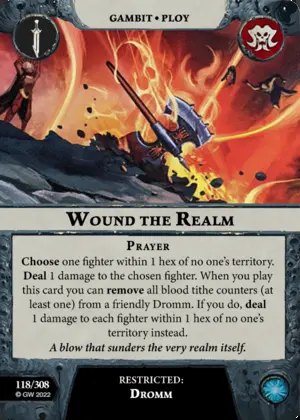 GAMBIT • PLOY
WOUND THE REALM
PRAYER
Choose one fighter within 1 hex of no one's territory.
Deal 1 damage to the chosen fighter. When you play
this card you can remove all blood tithe counters (at
least one) from a friendly Dromm. If you do, deal
1 damage to each fighter within 1 hex of no one's
territory instead.
A blow that sunders the very realm itself.
118/308
© GW 2022
RESTRICTED:
DROMM